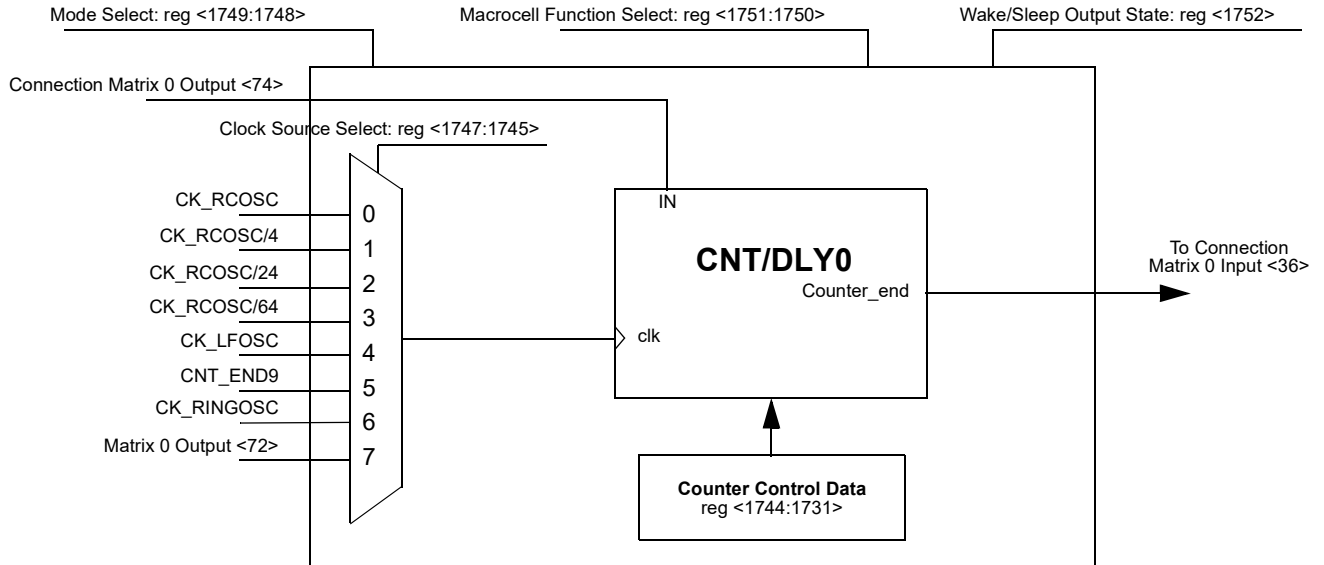 Mode Select: reg <1749:1748>
Macrocell Function Select: reg <1751:1750>
Wake/Sleep Output State: reg <1752>
Connection Matrix 0 Output <74>
Clock Source Select: reg <1747:1745>
CK_RCOSC
0
CK_RCOSC/4
1
CK_RCOSC/24
2
CK_RCOSC/64
3
CK_LFOSC
4
CNT_END9
5
CK_RINGOSC
6
Matrix 0 Output <72>
7
IN
CNT/DLY0
Counter_end
clk
To Connection
Matrix 0 Input <36>
Counter Control Data
reg <1744:1731>